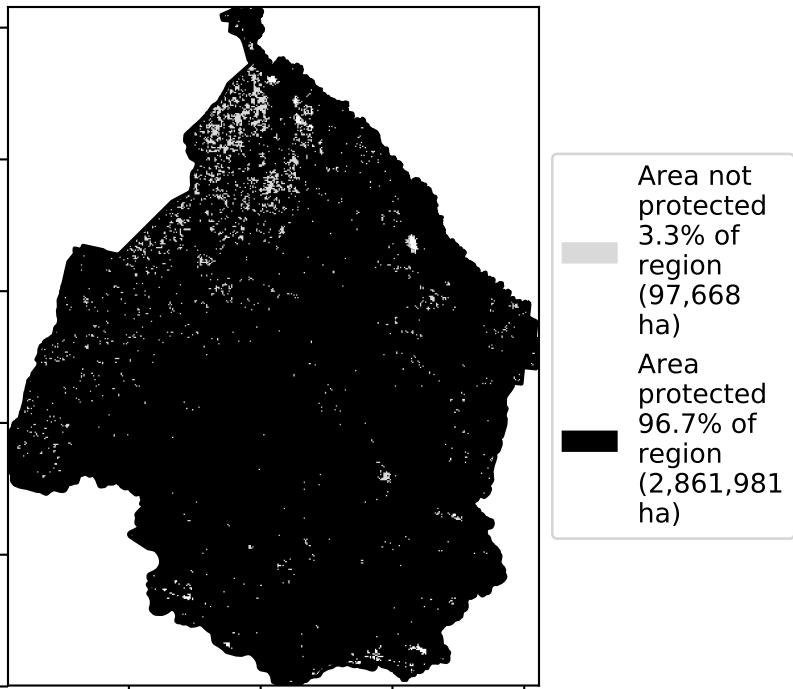 Area not
protected
3.3% of
region
(97,668
ha)
Area
protected
96.7% of
region
(2,861,981
ha)